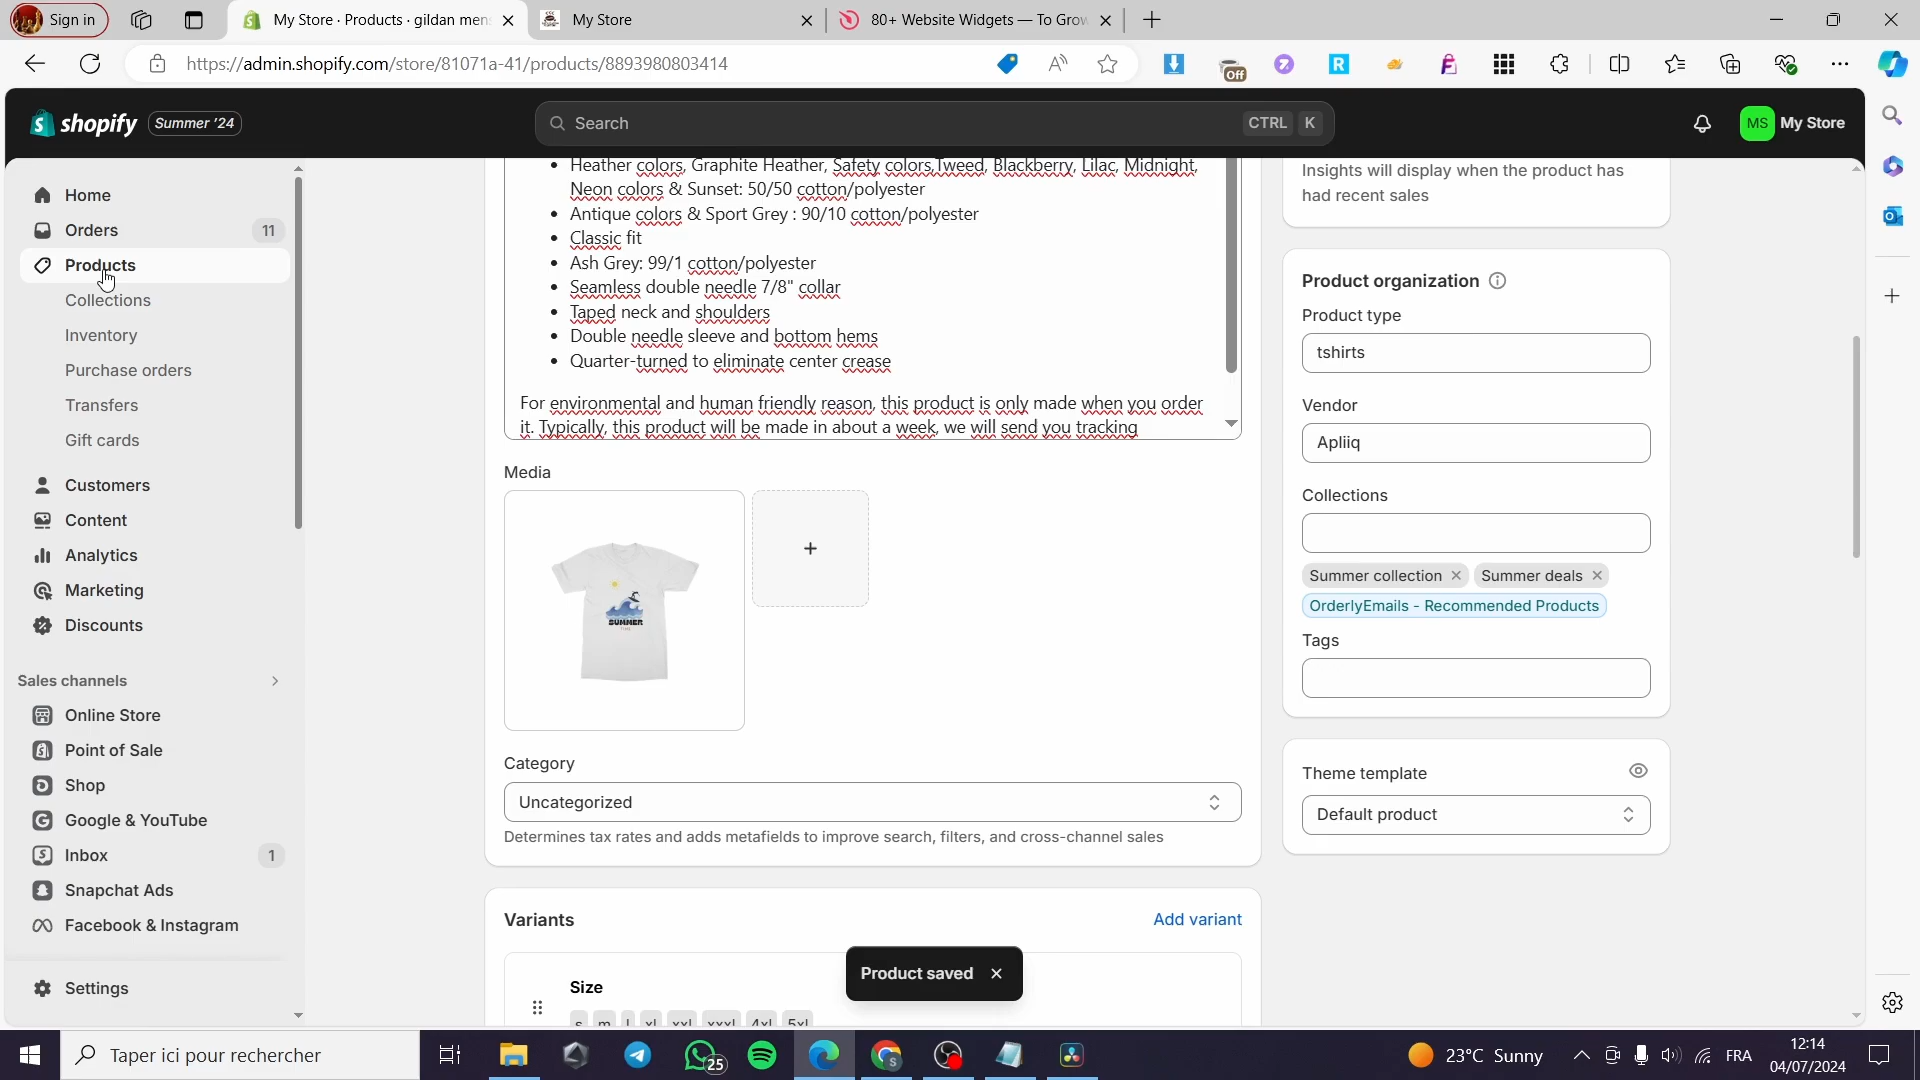 Sign in
My Store · Products · gildan men
My Store
80+ Website Widgets — To Grow
https://admin.shopify.com/store/81071a-41/products/8893980803414
Off
shopify
Summer '24
Search
CTRL
K
MS
My Store
Home
Orders
11
Products
Collections
Inventory
Purchase orders
Transfers
Gift cards
Customers
Content
Analytics
Marketing
Discounts
Sales channels
Online Store
Point of Sale
Shop
Google & YouTube
Inbox
1
Snapchat Ads
Facebook & Instagram
Settings
Heather colors, Graphite Heather, Safety colors,Tweed, Blackberry, Lilac, Midnight,
Neon colors & Sunset: 50/50 cotton/polyester
Antique colors & Sport Grey : 90/10 cotton/polyester
Classic fit
Ash Grey: 99/1 cotton/polyester
Seamless double needle 7/8" collar
Taped neck and shoulders
Double needle sleeve and bottom hems
Quarter-turned to eliminate center crease
For environmental and human friendly reason, this product is only made when you order
it. Typically, this product will be made in about a week, we will send you tracking
Media
SUMMER
Category
Uncategorized
Determines tax rates and adds metafields to improve search, filters, and cross-channel sales
Variants
Add variant
Size
s m l xl xxl xxxl 4xl 5xl
Product saved
Insights will display when the product has
had recent sales
Product organization
Product type
tshirts
Vendor
Apliiq
Collections
Summer collection
Summer deals
OrderlyEmails - Recommended Products
Tags
Theme template
Default product
Taper ici pour rechercher
25
23°C Sunny
FRA
12:14
04/07/2024